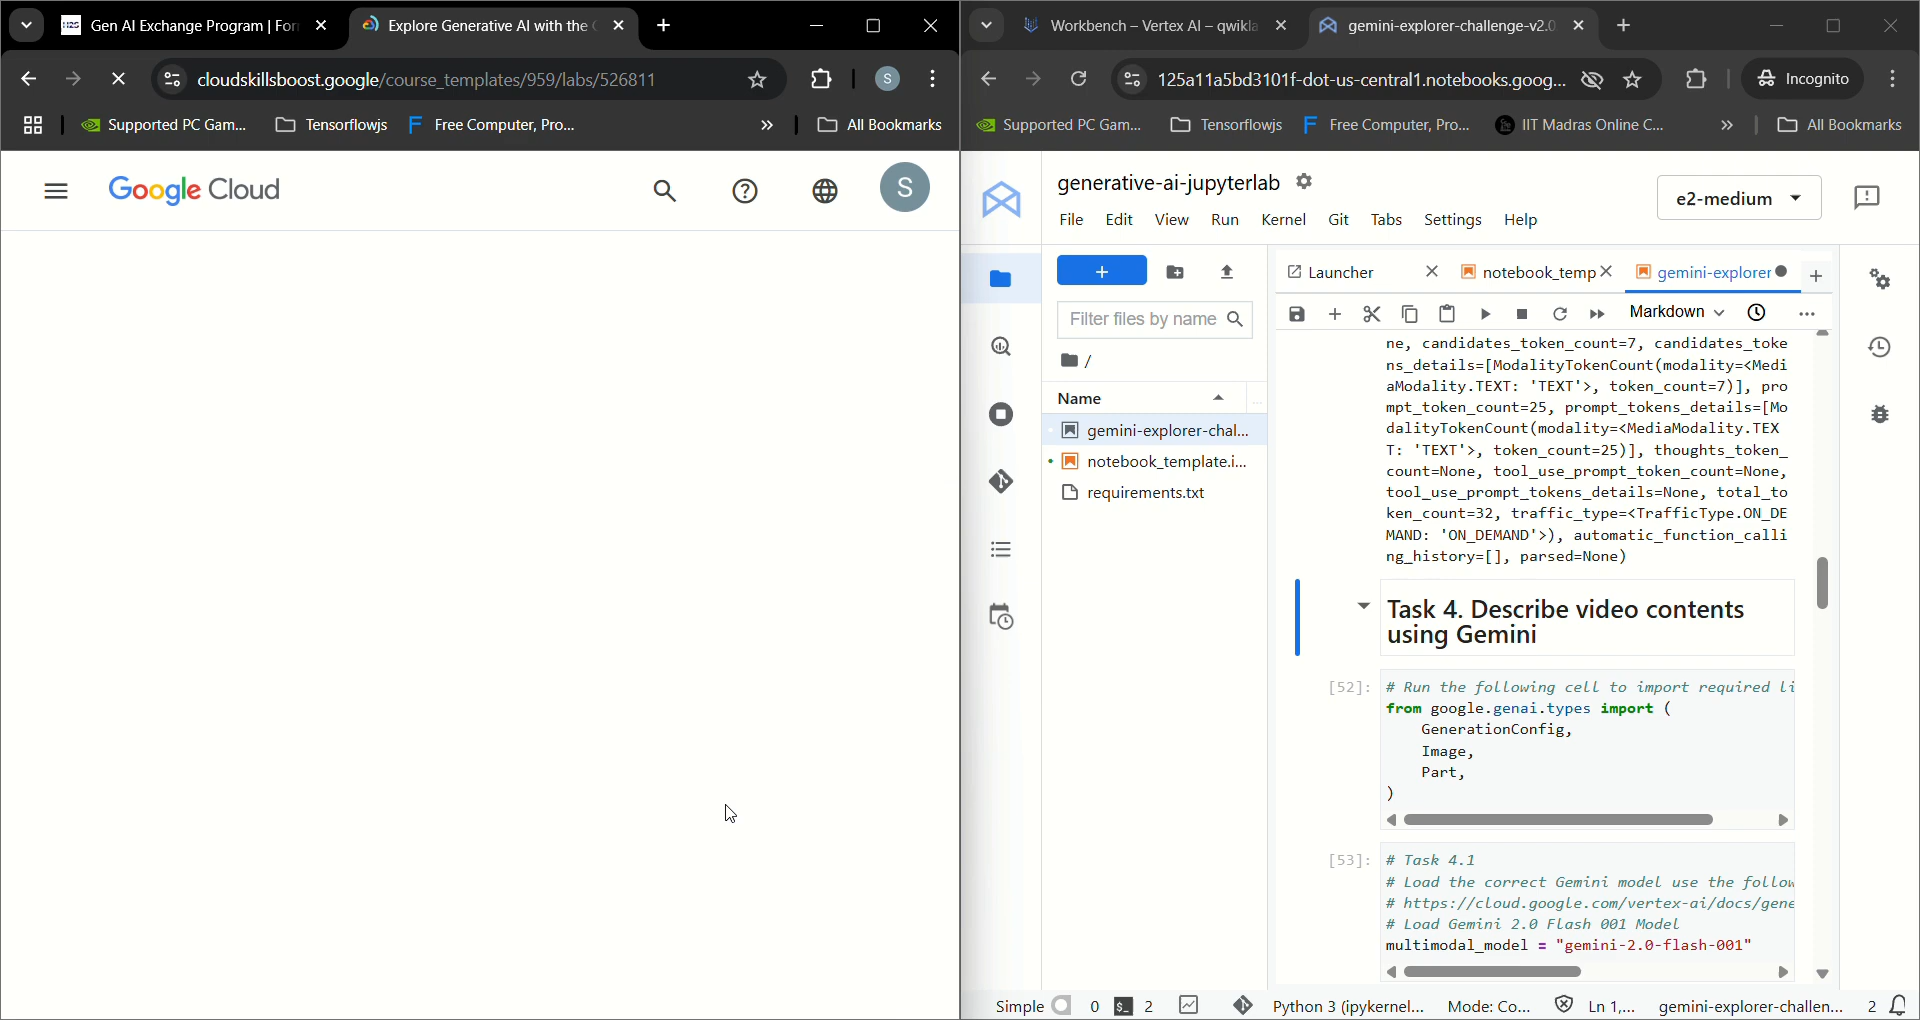 Gen AI Exchange Program | For
Explore Generative AI with the
cloudskillsboost.google/course_templates/959/labs/526811
S
Supported PC Gam...
Tensorflowjs
Free Computer, Pro...
All Bookmarks
Google Cloud
S
Workbench – Vertex AI – qwikla
gemini-explorer-challenge-v2.0
125a11a5bd3101f-dot-us-central1.notebooks.goog...
Incognito
Supported PC Gam...
Tensorflowjs
Free Computer, Pro...
IIT Madras Online C...
All Bookmarks
generative-ai-jupyterlab
File Edit View Run Kernel Git Tabs Settings Help
e2-medium
Filter files by name
/
Name
gemini-explorer-chal...
notebook_template.i...
requirements.txt
Launcher
notebook_temp
gemini-explorer
Markdown
ne, candidates_token_count=7, candidates_toke
ns_details=[ModalityTokenCount(modality=<Medi
aModality.TEXT: 'TEXT'>, token_count=7)], pro
mpt_token_count=25, prompt_tokens_details=[Mo
dalityTokenCount(modality=<MediaModality.TEX
T: 'TEXT'>, token_count=25)], thoughts_token_
count=None, tool_use_prompt_token_count=None,
tool_use_prompt_tokens_details=None, total_to
ken_count=32, traffic_type=<TrafficType.ON_DE
MAND: 'ON_DEMAND'>), automatic_function_calli
ng_history=[], parsed=None)
Task 4. Describe video contents
using Gemini
[52]: # Run the following cell to import required li
from google.genai.types import (
GenerationConfig,
Image,
Part,
)
[53]: # Task 4.1
# Load the correct Gemini model use the follow
# https://cloud.google.com/vertex-ai/docs/gene
# Load Gemini 2.0 Flash 001 Model
multimodal_model = "gemini-2.0-flash-001"
Simple 0 $_ 2 Python 3 (ipykernel... Mode: Co... Ln 1,... gemini-explorer-challen... 2